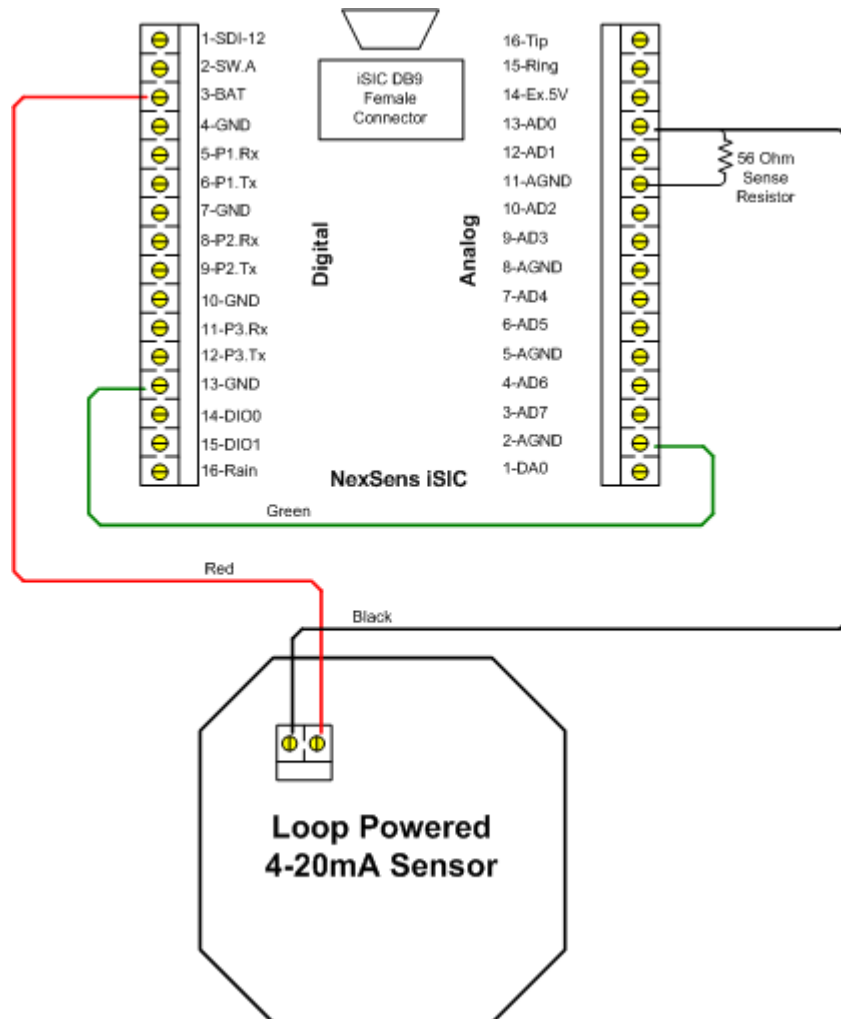 1-SDI-12
2-SW.A
3-BAT
4-GND
5-P1.Rx
6-P1.Tx
7-GND
8-P2.Rx
9-P2.Tx
10-GND
11-P3.Rx
12-P3.Tx
13-GND
14-DIO0
15-DIO1
16-Rain
iSIC DB9
Female
Connector
Digital
Analog
16-Tip
15-Ring
14-Ex.5V
13-AD0
12-AD1
11-AGND
10-AD2
9-AD3
8-AGND
7-AD4
6-AD5
5-AGND
4-AD6
3-AD7
2-AGND
1-DA0
56 Ohm
Sense
Resistor
NexSens iSIC
Green
Red
Black
Loop Powered
4-20mA Sensor